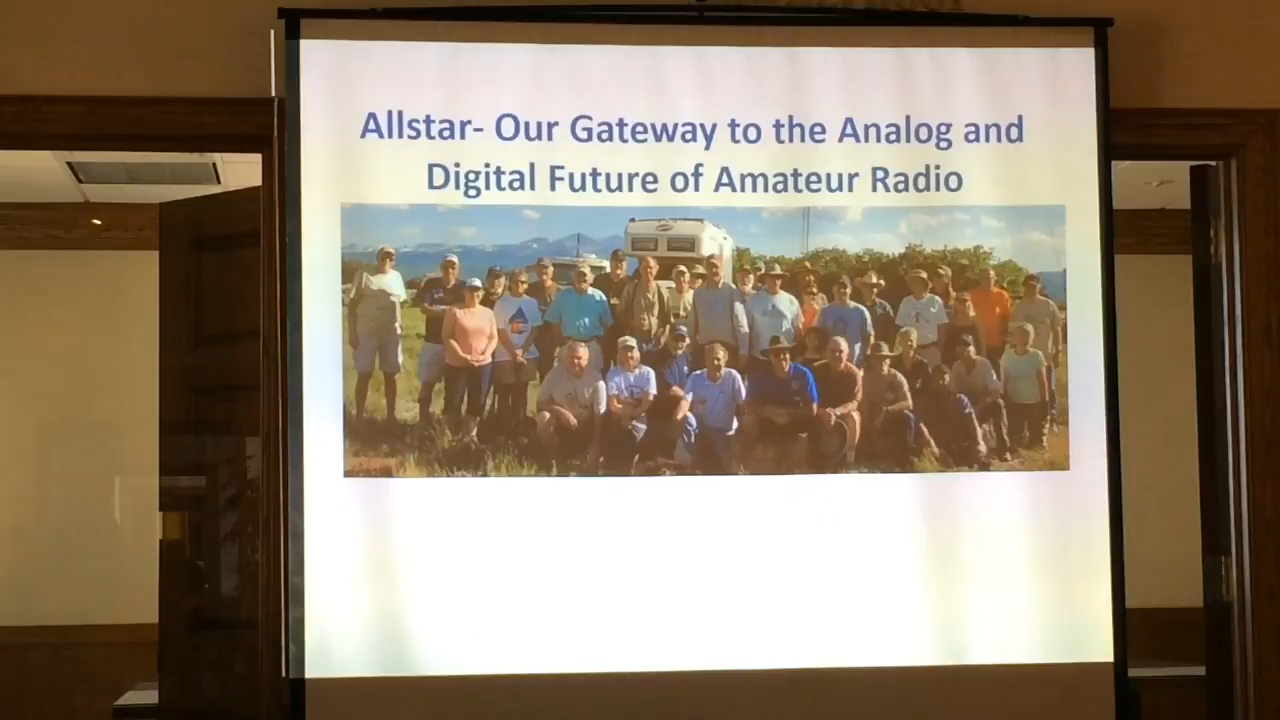 Allstar- Our Gateway to the Analog and
Digital Future of Amateur Radio